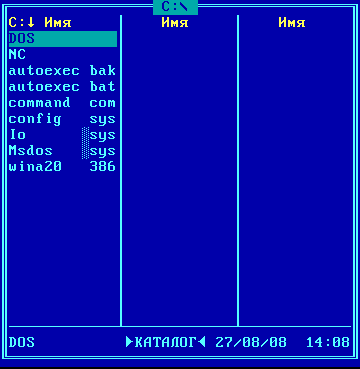 C:\
C:↓ Имя Имя Имя
DOS
NC
autoexec bak
autoexec bat
command com
config sys
Io ░sys
Msdos ░sys
wina20 386
DOS ►КАТАЛОГ◄ 27/08/08 14:08